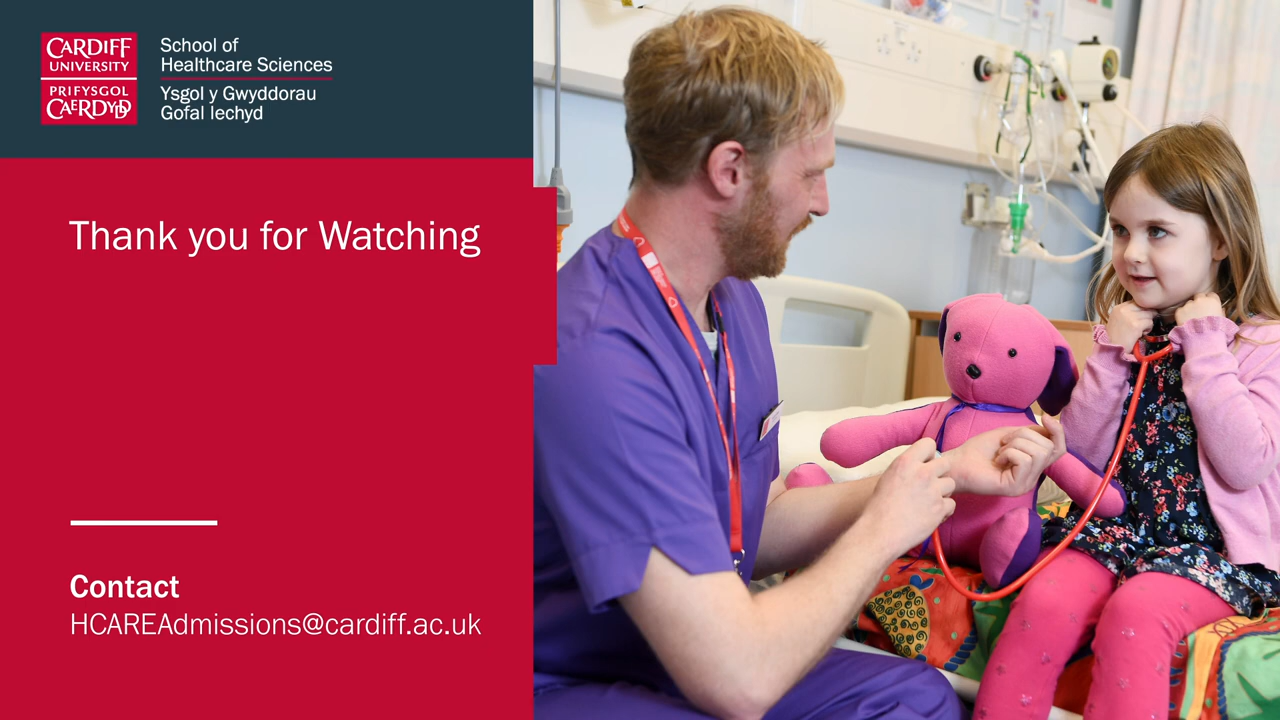 CARDIFF
UNIVERSITY
PRIFYSGOL
CAERDYDD
School of
Healthcare Sciences
Ysgol y Gwyddorau
Gofal Iechyd
Thank you for Watching
Contact
HCAREAdmissions@cardiff.ac.uk